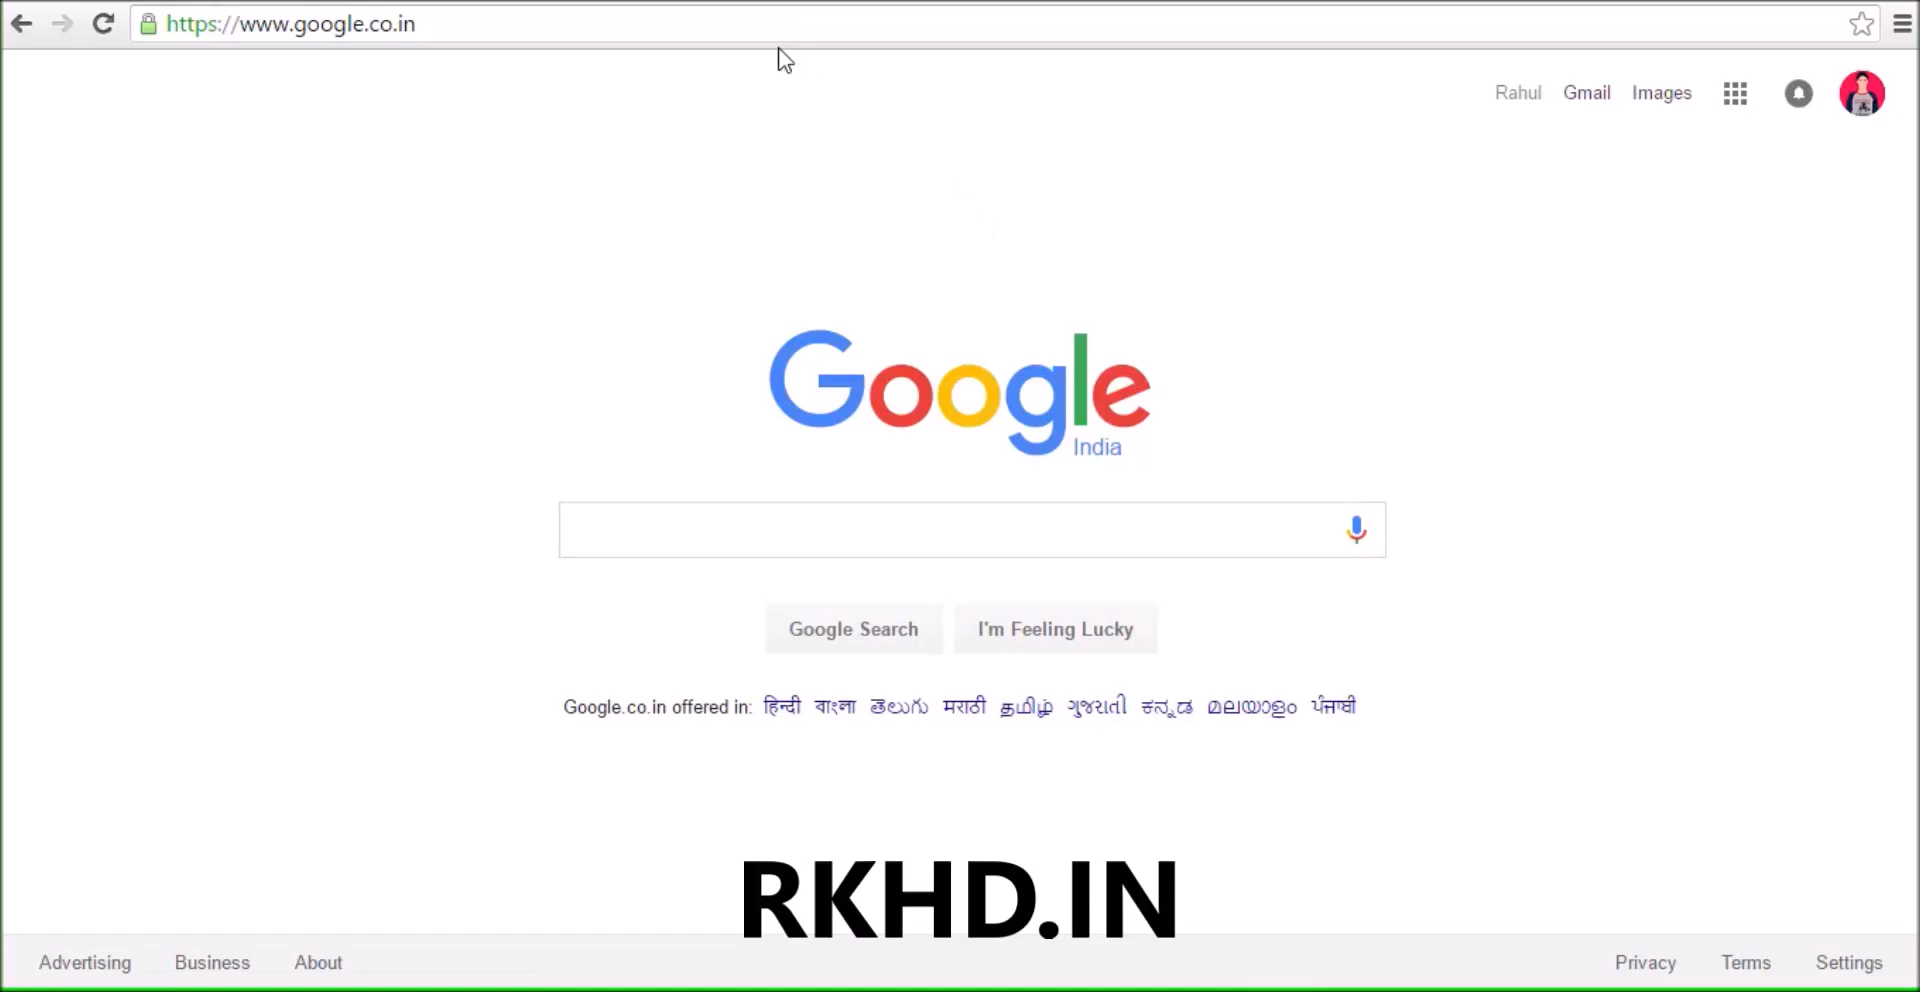 https://www.google.co.in
Rahul Gmail Images
Google
India
Google Search I'm Feeling Lucky
Google.co.in offered in: हिन्दी বাংলা తెలుగు मराठी தமிழ் ગુજરાતી ಕನ್ನಡ മലയാളം ਪੰਜਾਬੀ
RKHD.IN
Advertising Business About Privacy Terms Settings